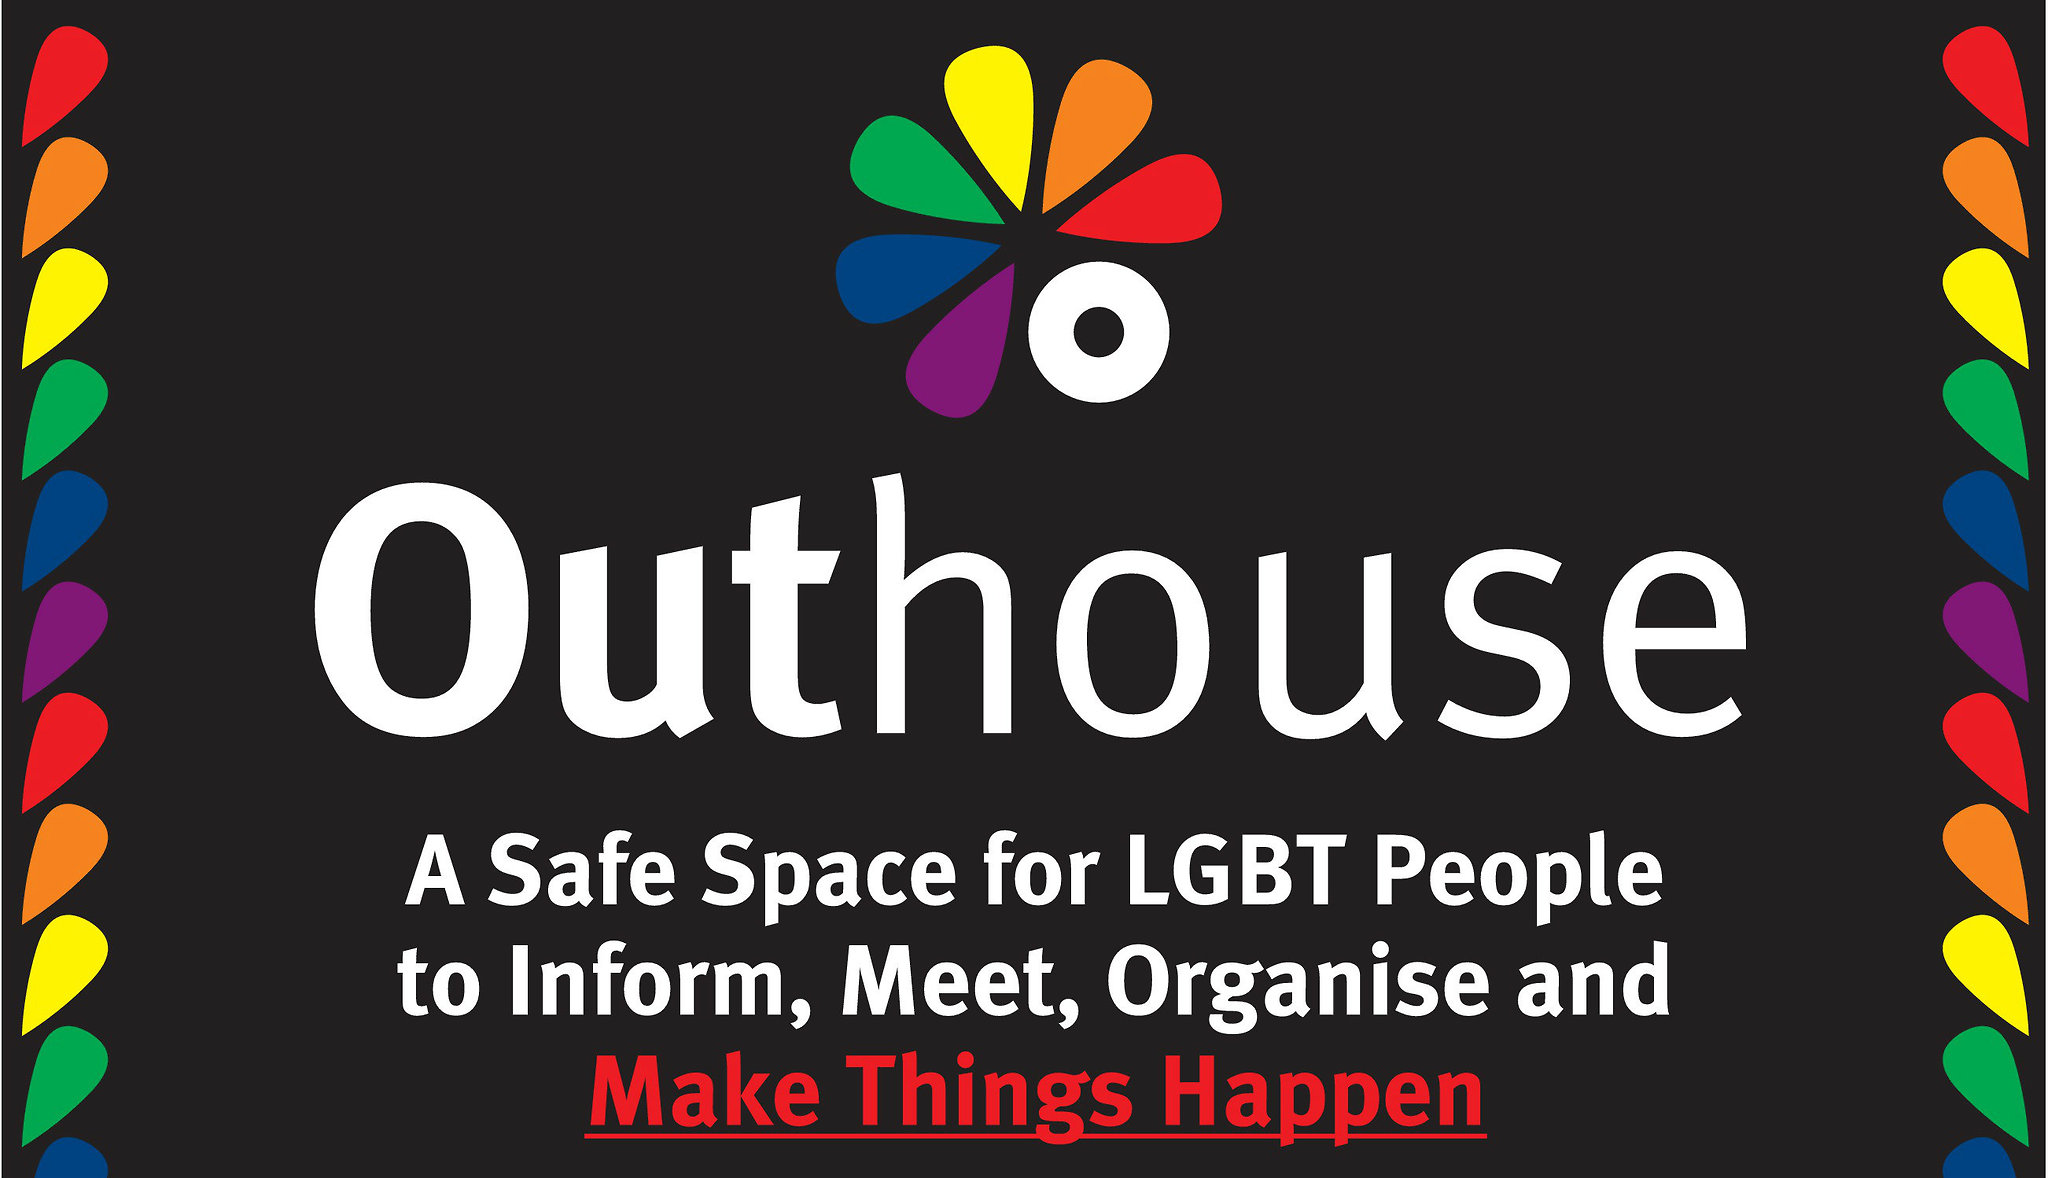 Outhouse
A Safe Space for LGBT People
to Inform, Meet, Organise and
Make Things Happen